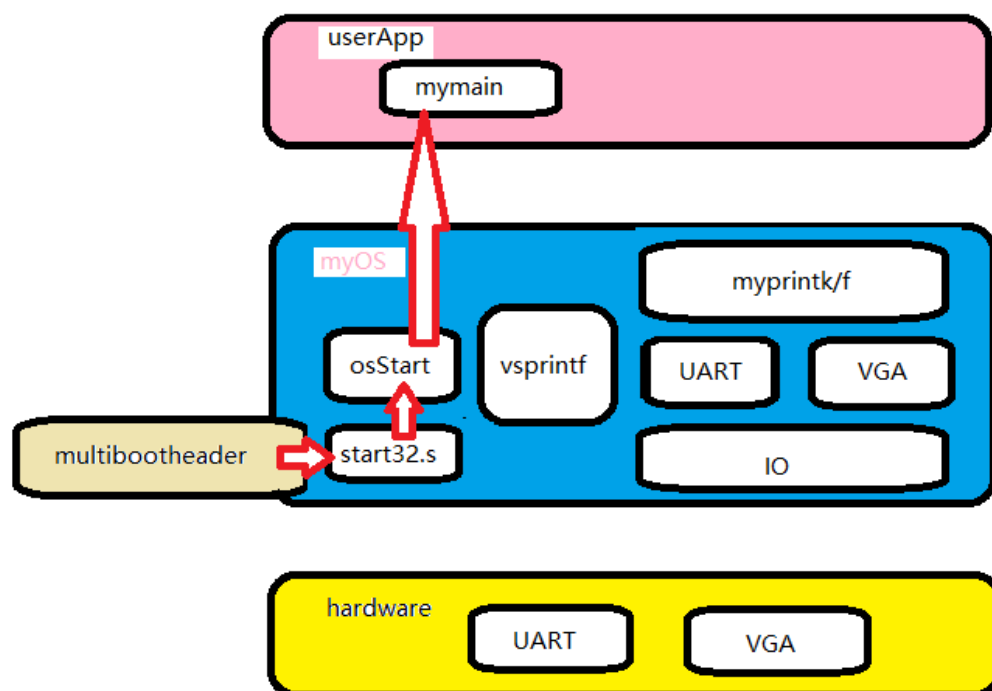 userApp
mymain
myOS
myprintk/f
osStart
vsprintf
UART
VGA
multibootheader
start32.s
IO
hardware
UART
VGA